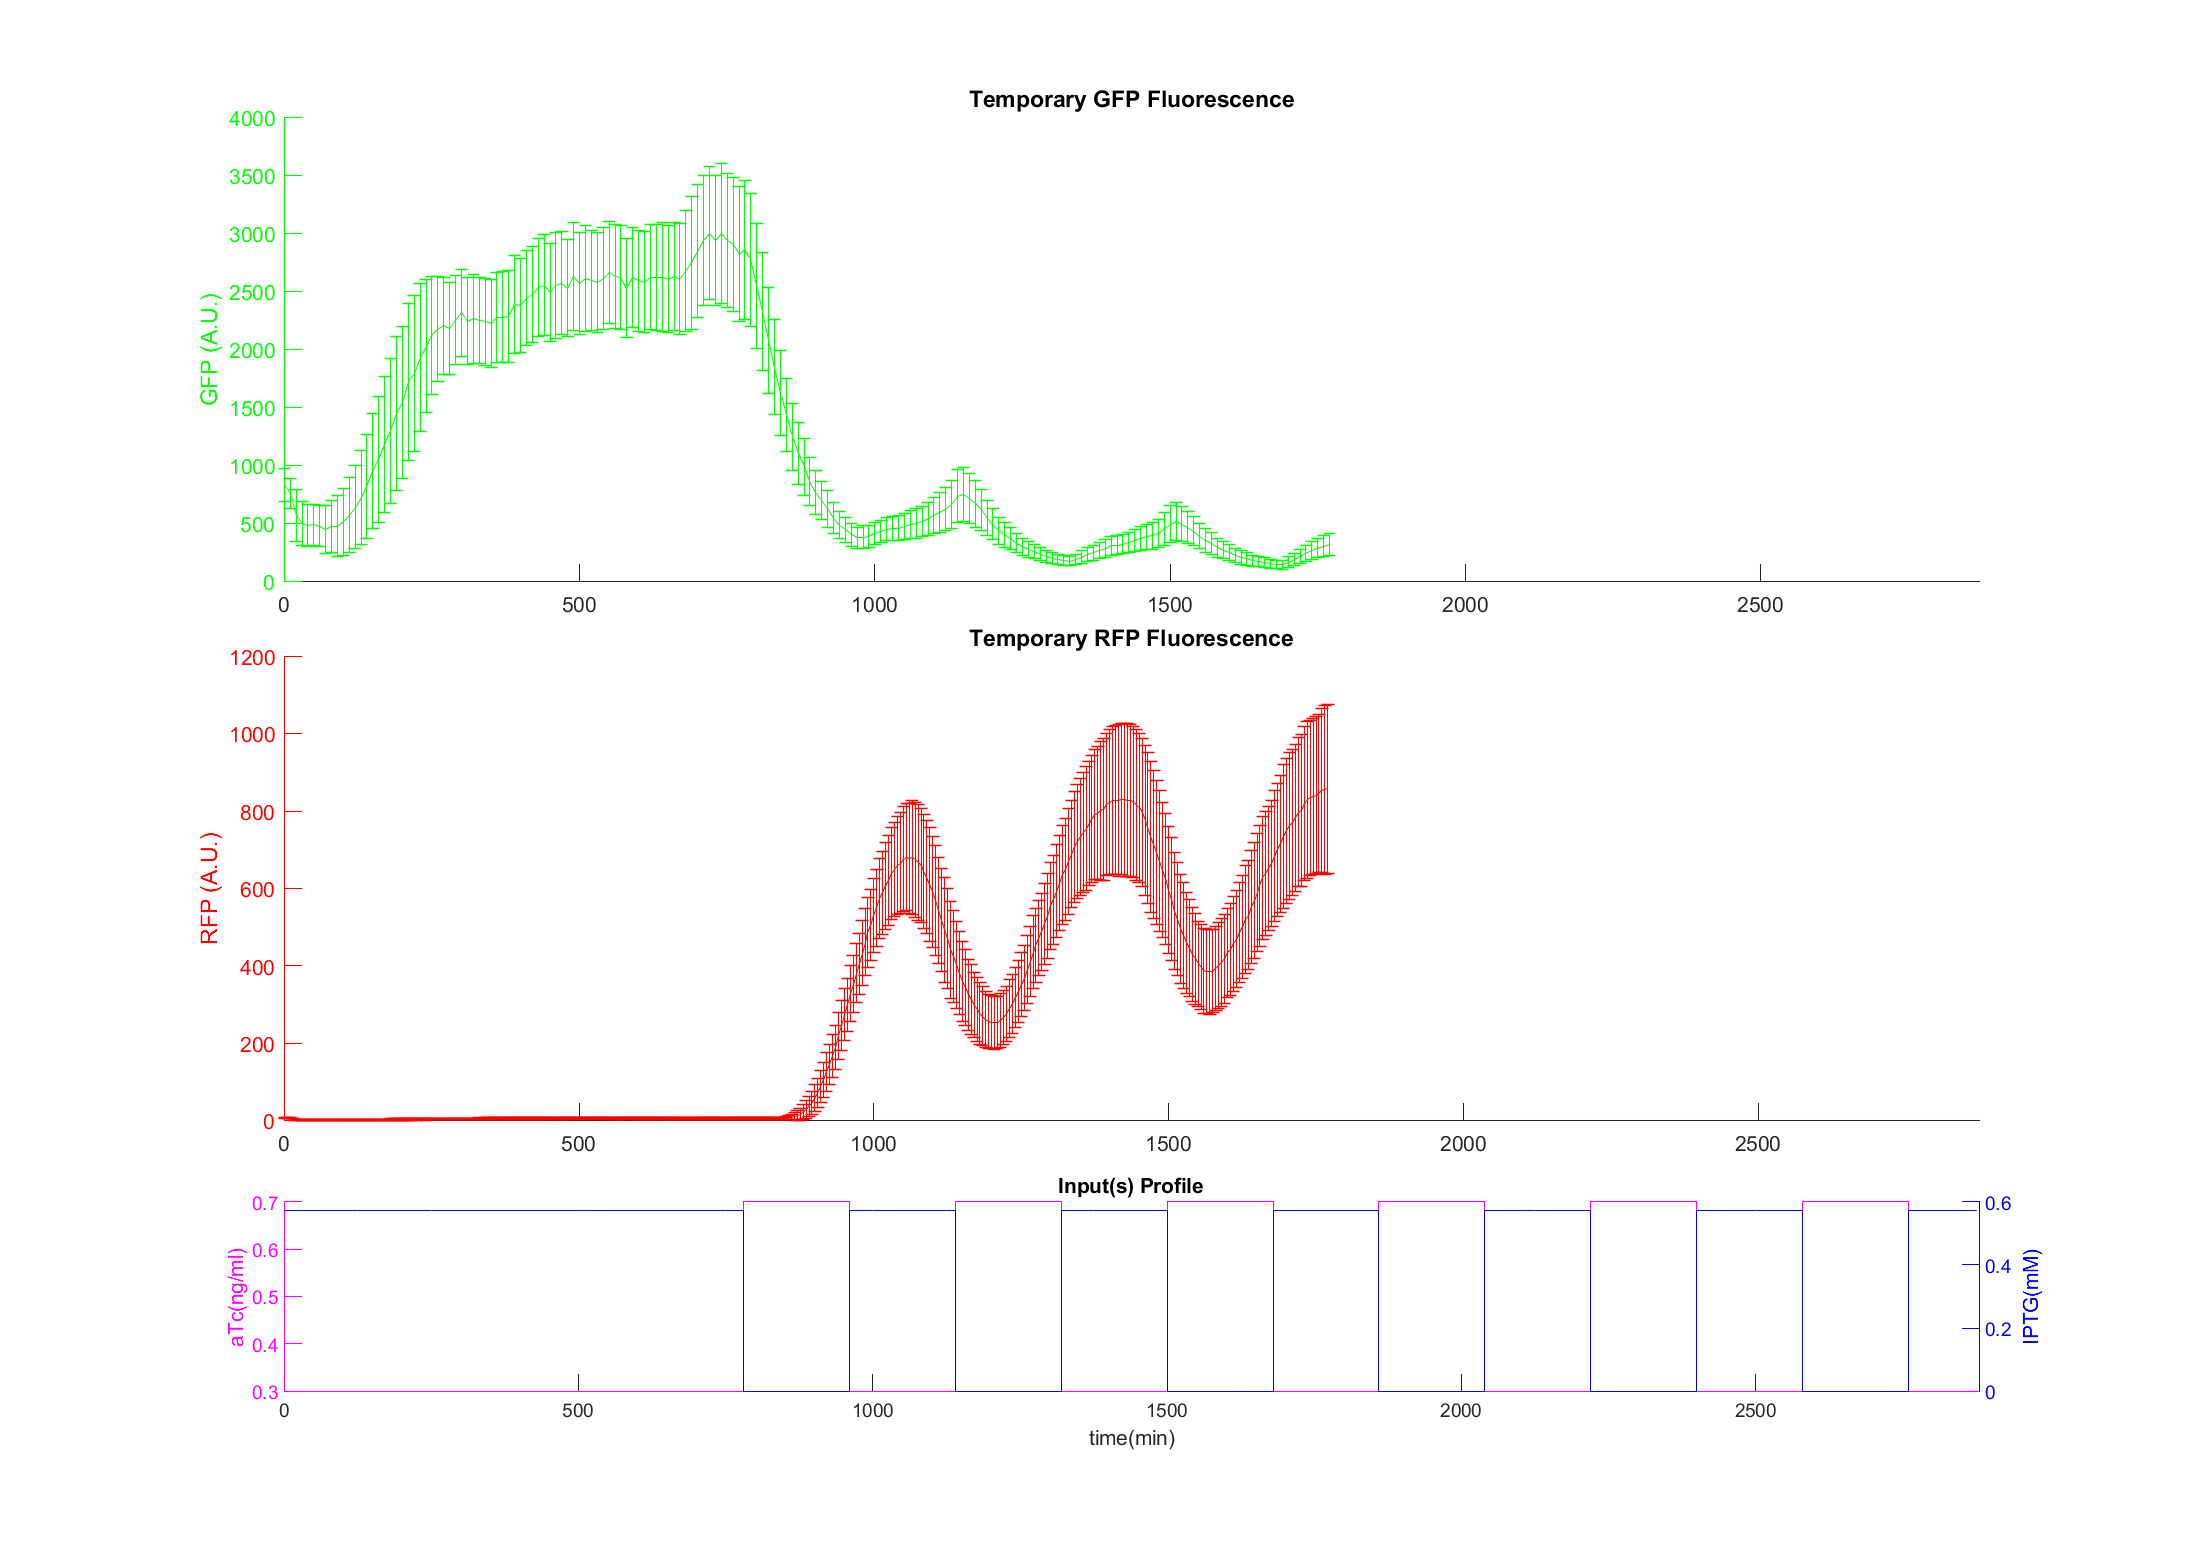 Temporary GFP Fluorescence
4000
3500
3000
2500
2000
1500
1000
500
0
GFP (A.U.)
0 500 1000 1500 2000 2500
Temporary RFP Fluorescence
1200
1000
800
600
400
200
0
RFP (A.U.)
0 500 1000 1500 2000 2500
Input(s) Profile
0.7
0.6
0.5
0.4
0.3
aTc(ng/ml)
0.6
0.4
0.2
0
IPTG(mM)
0 500 1000 1500 2000 2500
time(min)